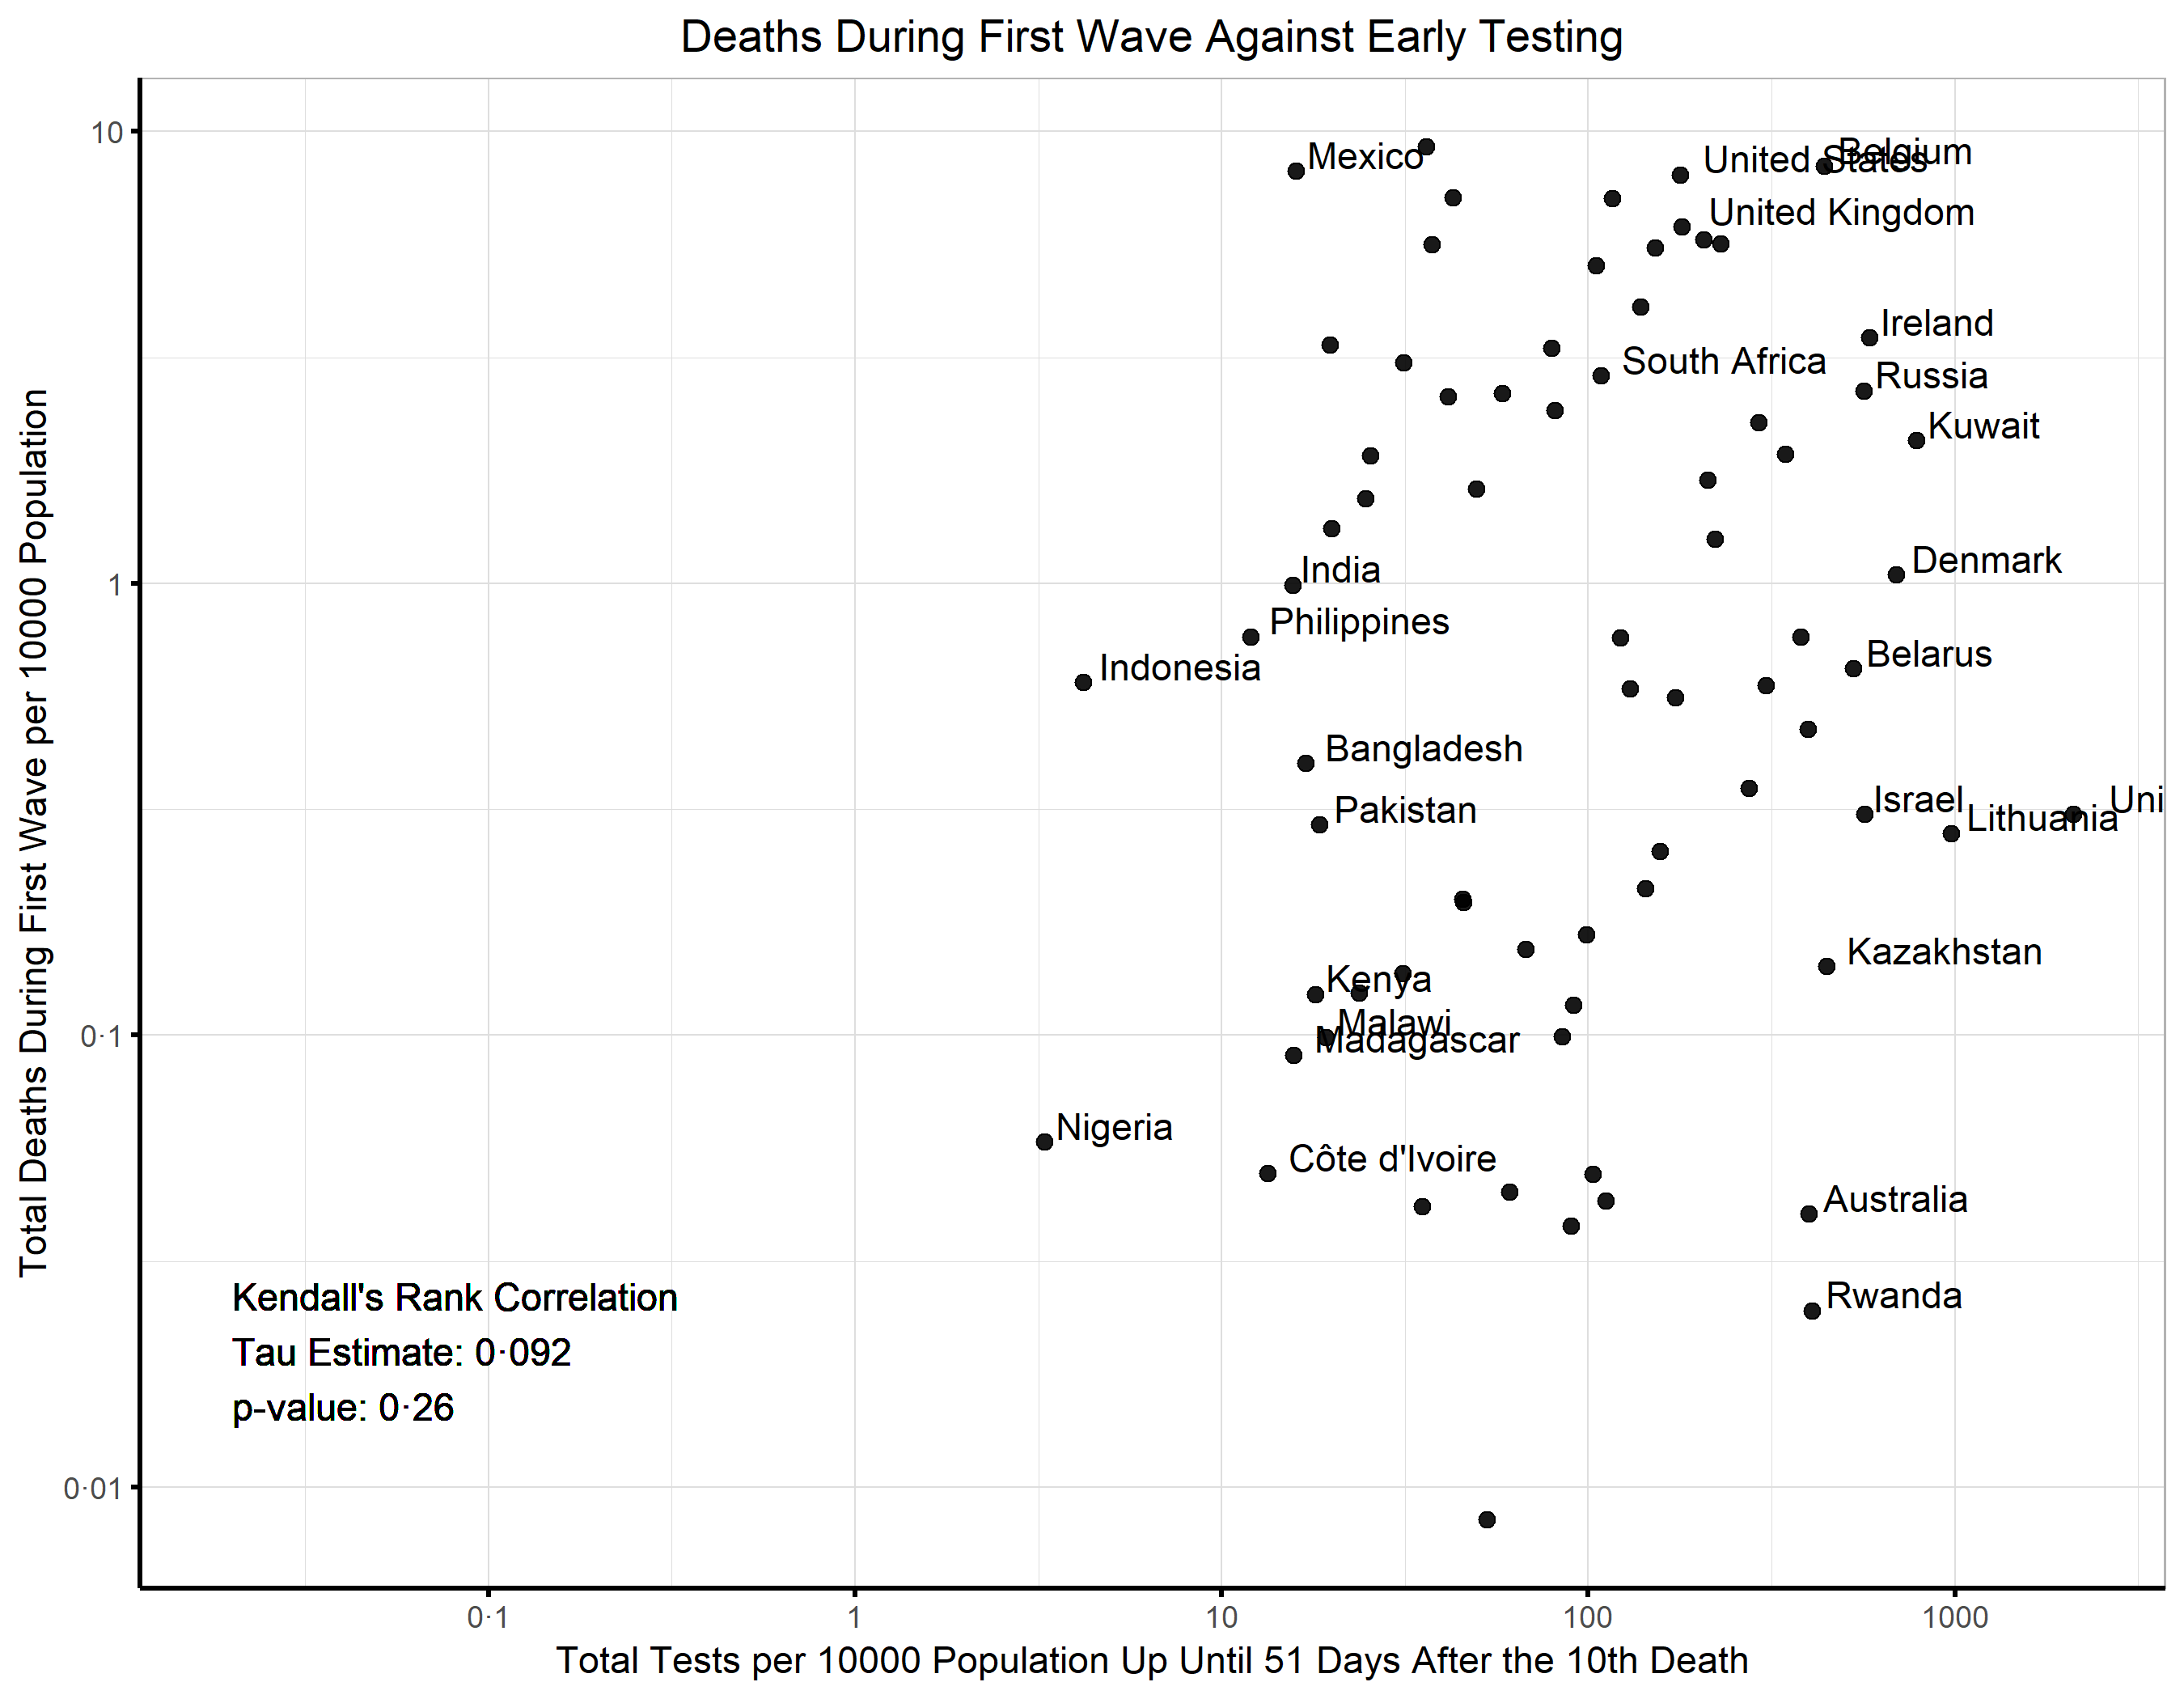 Deaths During First Wave Against Early Testing
Total Deaths During First Wave per 10000 Population
10
1
0·1
0·01
Mexico
United States
Belgium
United Kingdom
Ireland
South Africa
Russia
Kuwait
India
Denmark
Philippines
Belarus
Indonesia
Bangladesh
Israel
Uni
Pakistan
Lithuania
Kazakhstan
Kenya
Malawi
Madagascar
Nigeria
Côte d'Ivoire
Australia
Rwanda
Kendall's Rank Correlation
Tau Estimate: 0·092
p-value: 0·26
0·1
1
10
100
1000
Total Tests per 10000 Population Up Until 51 Days After the 10th Death